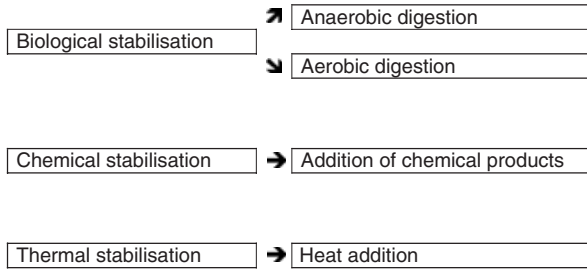 Anaerobic digestion
Biological stabilisation
Aerobic digestion
Chemical stabilisation
Addition of chemical products
Thermal stabilisation
Heat addition